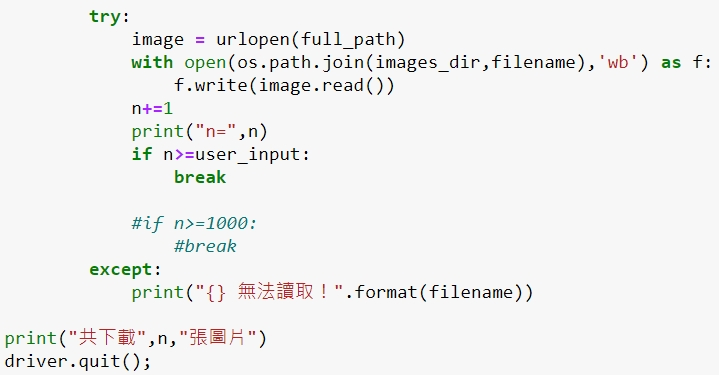 try:
image = urlopen(full_path)
with open(os.path.join(images_dir,filename),'wb') as f:
f.write(image.read())
n+=1
print("n=",n)
if n>=user_input:
break
#if n>=1000:
#break
except:
print("{} 無法讀取！".format(filename))
print("共下載",n,"張圖片")
driver.quit();